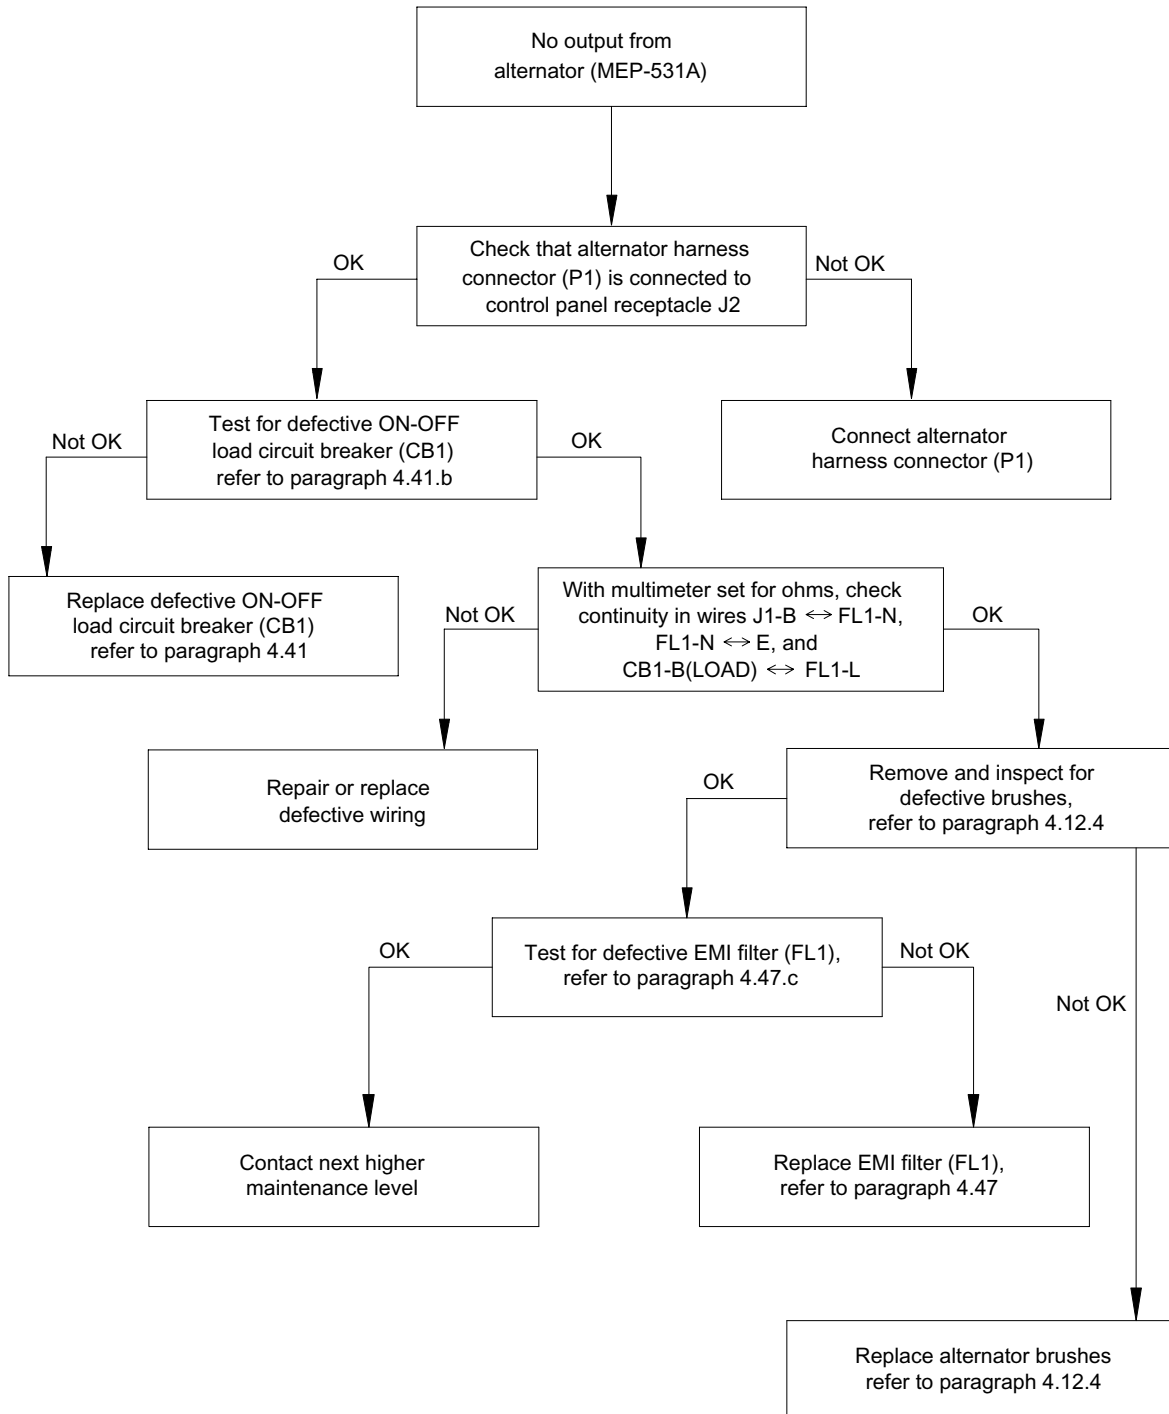 No output from
alternator (MEP-531A)
Check that alternator harness
connector (P1) is connected to
control panel receptacle J2
OK
Not OK
Test for defective ON-OFF
load circuit breaker (CB1)
refer to paragraph 4.41.b
Not OK
OK
Connect alternator
harness connector (P1)
Replace defective ON-OFF
load circuit breaker (CB1)
refer to paragraph 4.41
With multimeter set for ohms, check
continuity in wires J1-B ↔ FL1-N,
FL1-N ↔ E, and
CB1-B(LOAD) ↔ FL1-L
Not OK
OK
Repair or replace
defective wiring
Remove and inspect for
defective brushes,
refer to paragraph 4.12.4
OK
Not OK
Test for defective EMI filter (FL1),
refer to paragraph 4.47.c
OK
Not OK
Contact next higher
maintenance level
Replace EMI filter (FL1),
refer to paragraph 4.47
Replace alternator brushes
refer to paragraph 4.12.4